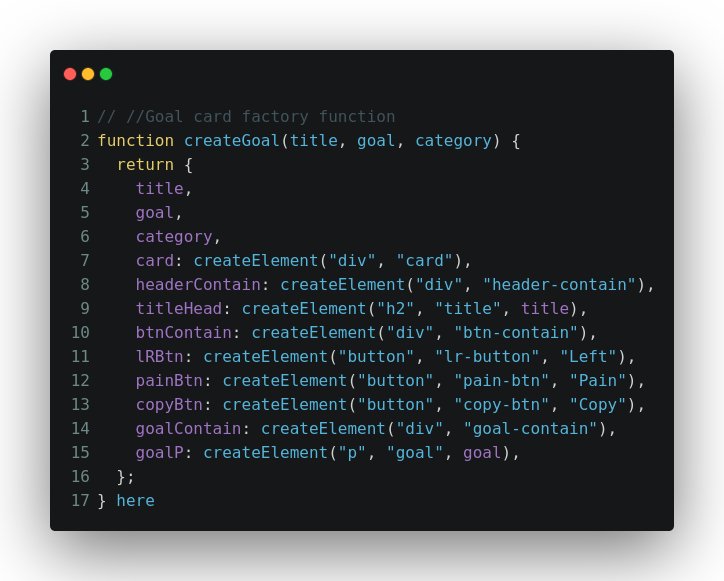 1 // //Goal card factory function
2 function createGoal(title, goal, category) {
3   return {
4     title,
5     goal,
6     category,
7     card: createElement("div", "card"),
8     headerContain: createElement("div", "header-contain"),
9     titleHead: createElement("h2", "title", title),
10     btnContain: createElement("div", "btn-contain"),
11     lRBtn: createElement("button", "lr-button", "Left"),
12     painBtn: createElement("button", "pain-btn", "Pain"),
13     copyBtn: createElement("button", "copy-btn", "Copy"),
14     goalContain: createElement("div", "goal-contain"),
15     goalP: createElement("p", "goal", goal),
16   };
17 } here